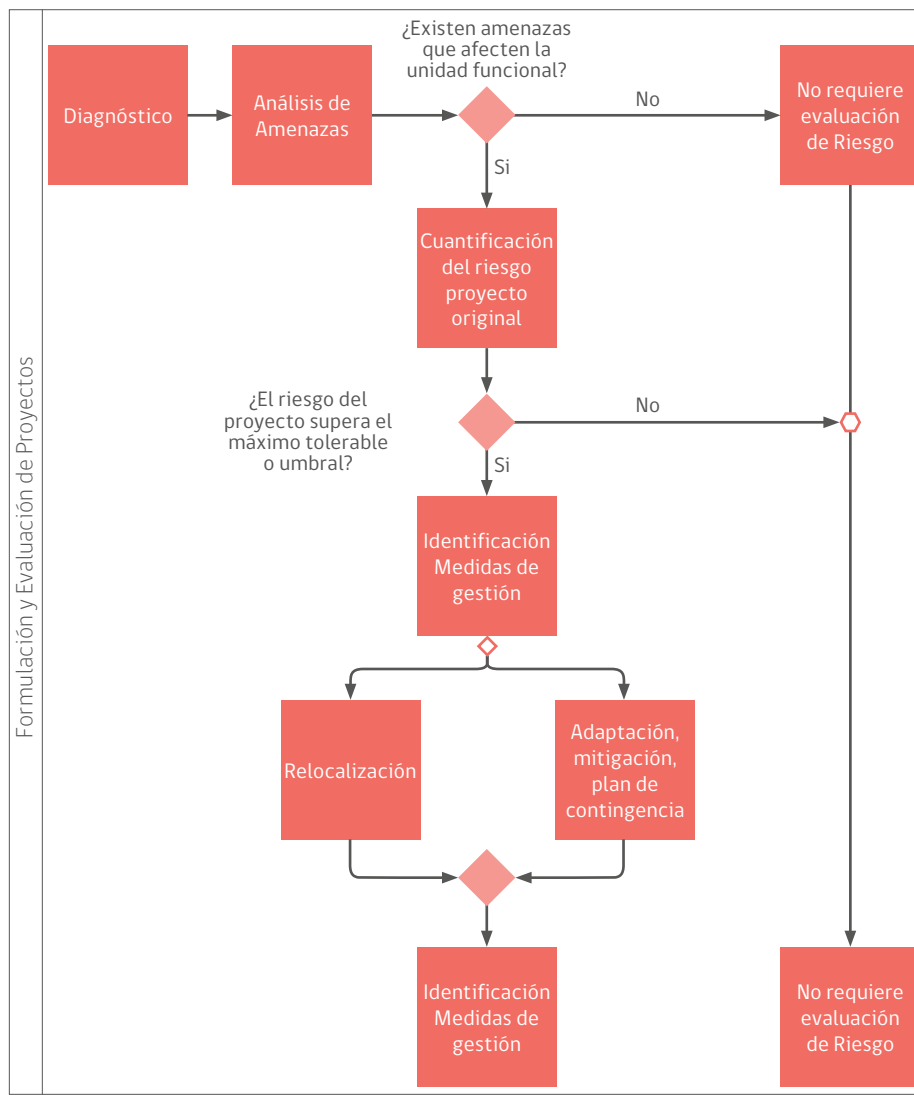 Formulación y Evaluación de Proyectos
¿Existen amenazas
que afecten la
unidad funcional?
Diagnóstico
Análisis de
Amenazas
No
No requiere
evaluación
de Riesgo
Si
Cuantificación
del riesgo
proyecto
original
¿El riesgo del
proyecto supera el
máximo tolerable
o umbral?
No
Si
Identificación
Medidas de
gestión
Relocalización
Adaptación,
mitigación,
plan de
contingencia
Identificación
Medidas de
gestión
No requiere
evaluación
de Riesgo